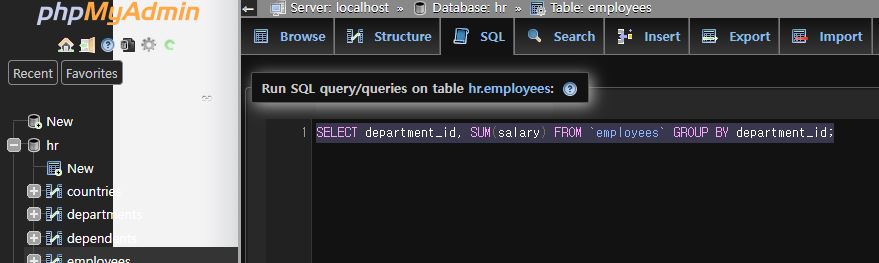 phpMyAdmin
Recent Favorites
New
hr
New
countries
departments
dependents
employees
Server: localhost » Database: hr » Table: employees
Browse Structure SQL Search Insert Export Import
Run SQL query/queries on table hr.employees:
1 SELECT department_id, SUM(salary) FROM `employees` GROUP BY department_id;